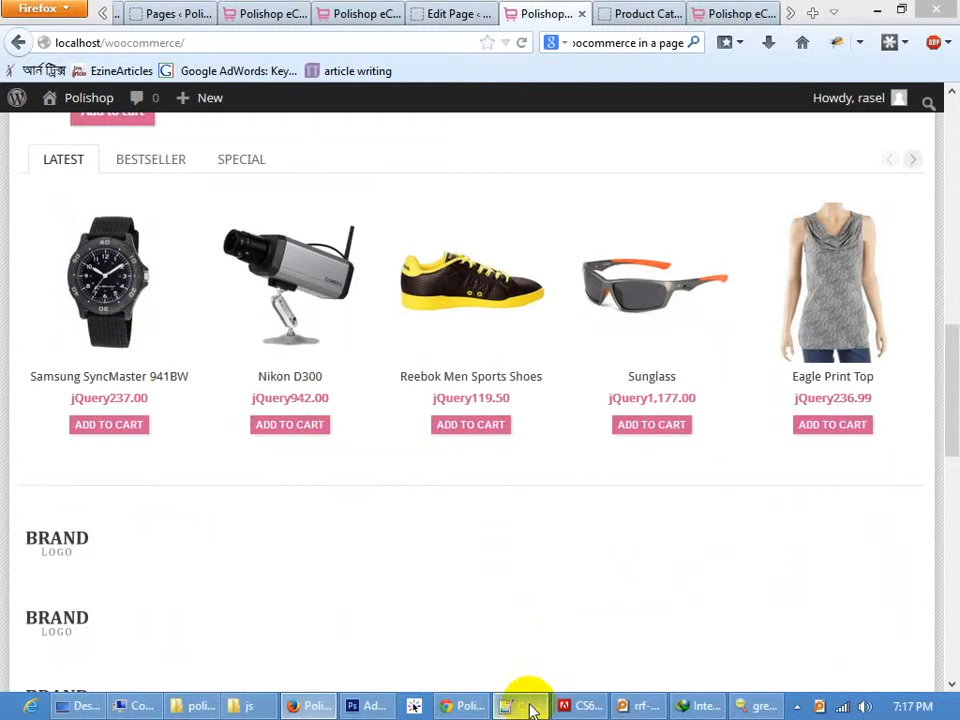 Firefox
Pages ‹ Poli...
Polishop eC...
Polishop eC...
Edit Page ‹ ...
Polishop...
Product Cat...
Polishop eC...
localhost/woocommerce/
oocommerce in a page
আর্ন ট্রিক্স
EzineArticles
Google AdWords: Key...
article writing
Polishop
0
New
Howdy, rasel
Add to cart
LATEST
BESTSELLER
SPECIAL
Samsung SyncMaster 941BW
Nikon D300
Reebok Men Sports Shoes
Sunglass
Eagle Print Top
jQuery237.00
jQuery942.00
jQuery119.50
jQuery1,177.00
jQuery236.99
ADD TO CART
ADD TO CART
ADD TO CART
ADD TO CART
ADD TO CART
BRAND
LOGO
BRAND
LOGO
Des...
Co...
poli...
js
Poli...
Ad...
Poli...
CS6...
rrf-...
Inte...
gre...
7:17 PM